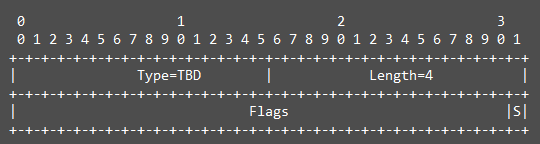 0                   1                   2                   3
 0 1 2 3 4 5 6 7 8 9 0 1 2 3 4 5 6 7 8 9 0 1 2 3 4 5 6 7 8 9 0 1
+-+-+-+-+-+-+-+-+-+-+-+-+-+-+-+-+-+-+-+-+-+-+-+-+-+-+-+-+-+-+-+-+
|               Type=TBD        |            Length=4           |
+-+-+-+-+-+-+-+-+-+-+-+-+-+-+-+-+-+-+-+-+-+-+-+-+-+-+-+-+-+-+-+-+
|                             Flags                           |S|
+-+-+-+-+-+-+-+-+-+-+-+-+-+-+-+-+-+-+-+-+-+-+-+-+-+-+-+-+-+-+-+-+